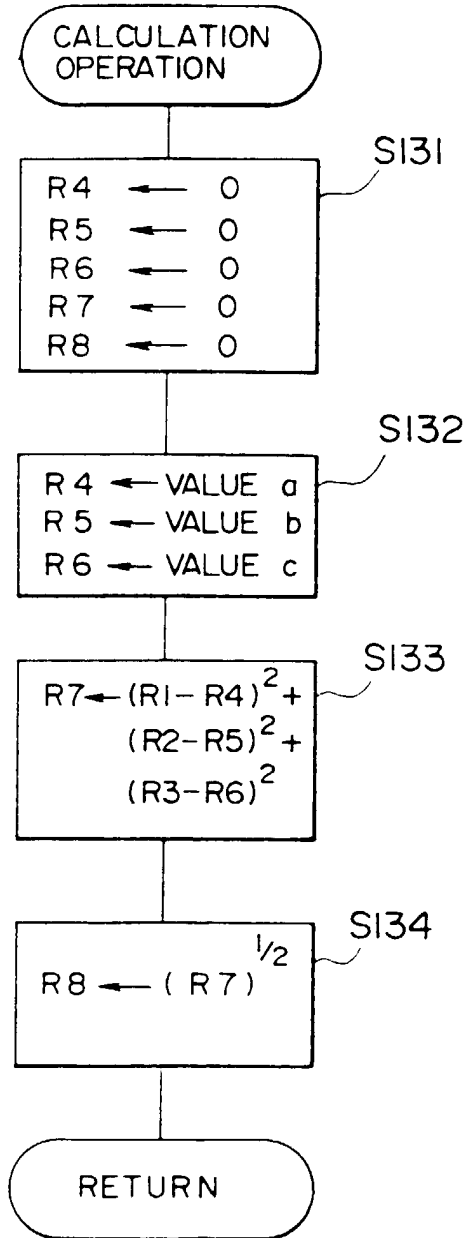 CALCULATION
OPERATION
S131
R4 ← 0
R5 ← 0
R6 ← 0
R7 ← 0
R8 ← 0
S132
R4 ← VALUE a
R5 ← VALUE b
R6 ← VALUE c
S133
R7 ← (R1-R4)² +
(R2-R5)² +
(R3-R6)²
S134
R8 ← (R7)^1/2
RETURN